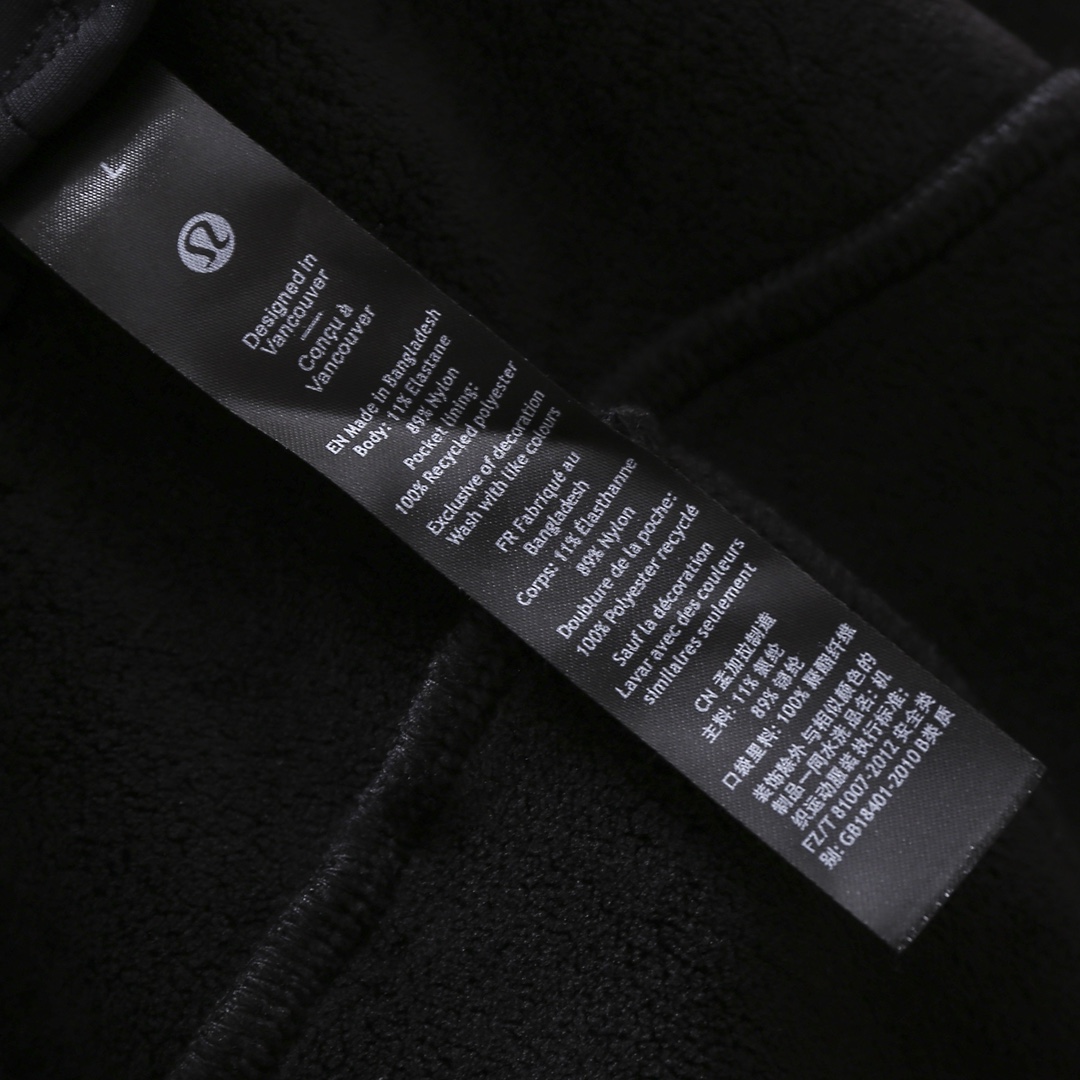 L
Designed in
Vancouver
Conçu à
Vancouver
EN Made in Bangladesh
Body: 11% Elastane
89% Nylon
Pocket lining:
100% Recycled polyester
Exclusive of decoration
Wash with like colours
FR Fabriqué au
Bangladesh
Corps: 11% Élasthanne
89% Nylon
Doublure de la poche:
100% Polyester recyclé
Sauf la décoration
Lavar avec des couleurs
similaires seulement
CN 孟加拉制造
主料: 11% 氨纶
89% 锦纶
口袋里料: 100% 聚酯纤维
装饰除外 与相似颜色的
制品一同水洗 品名: 机
织运动服装 执行标准:
FZ/T 81007-2012 安全类
别: GB18401-2010 B类 质